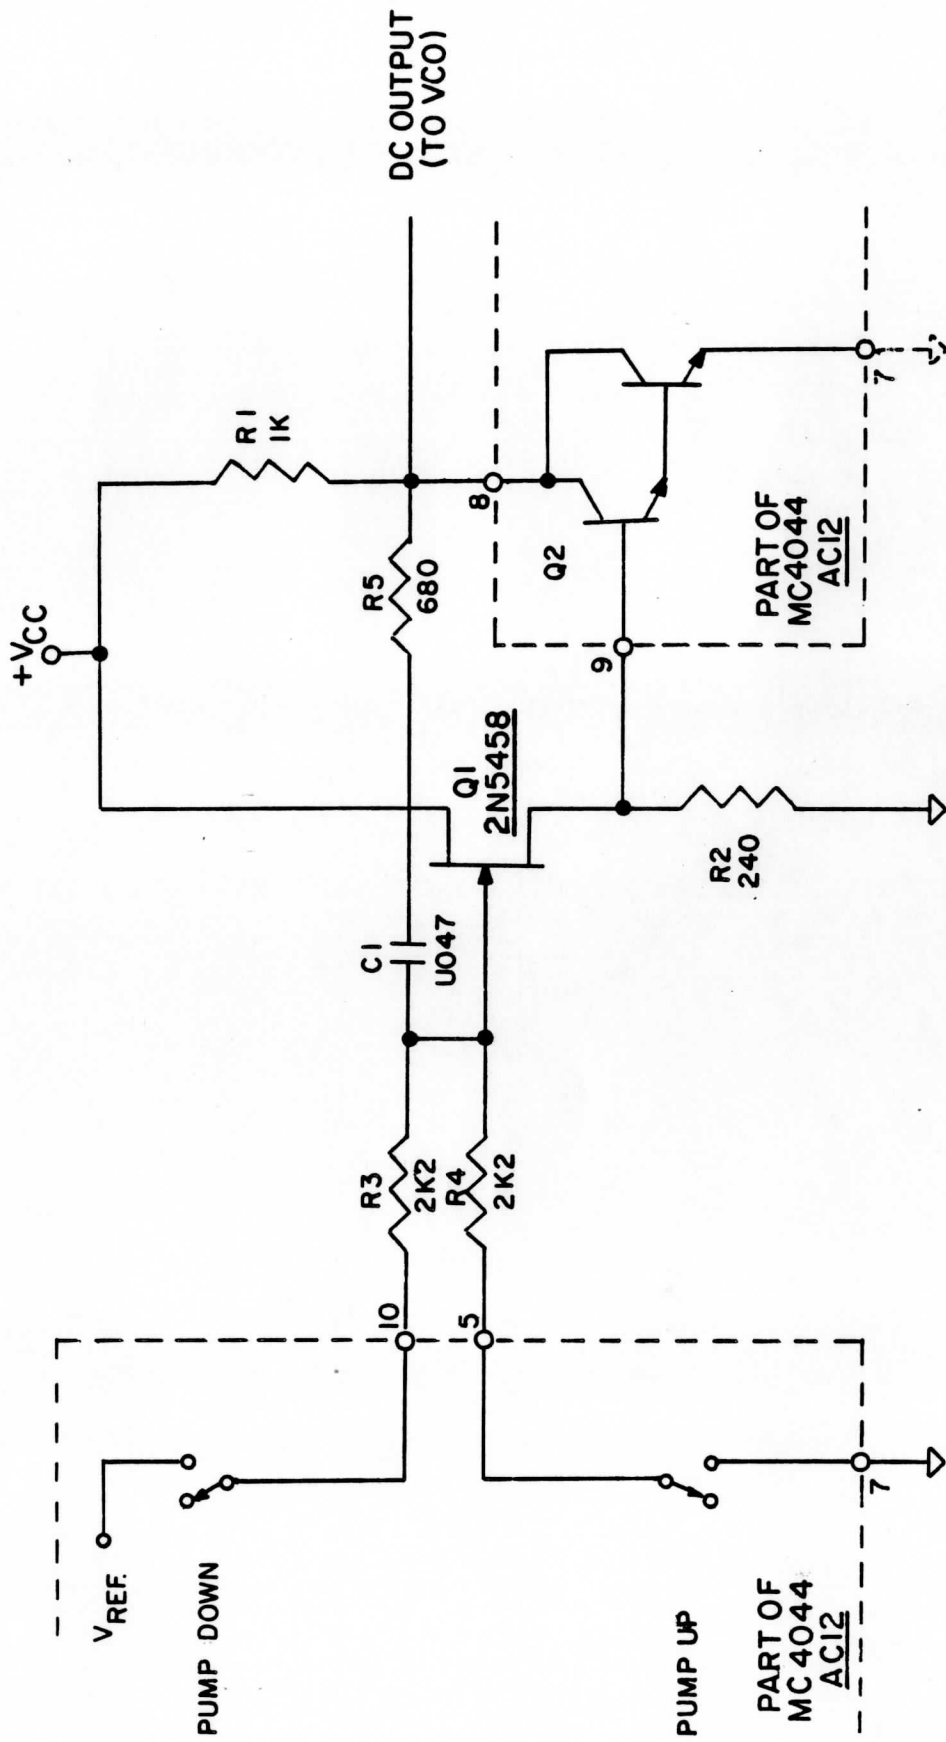 +VCC
R1
1K
DC OUTPUT
(TO VCO)
R5
680
C1
U047
Q1
2N5458
R3
2K2
R4
2K2
10
5
VREF.
PUMP DOWN
PUMP UP
7
PART OF
MC4044
AC12
R2
240
9
8
Q2
PART OF
MC4044
AC12
7